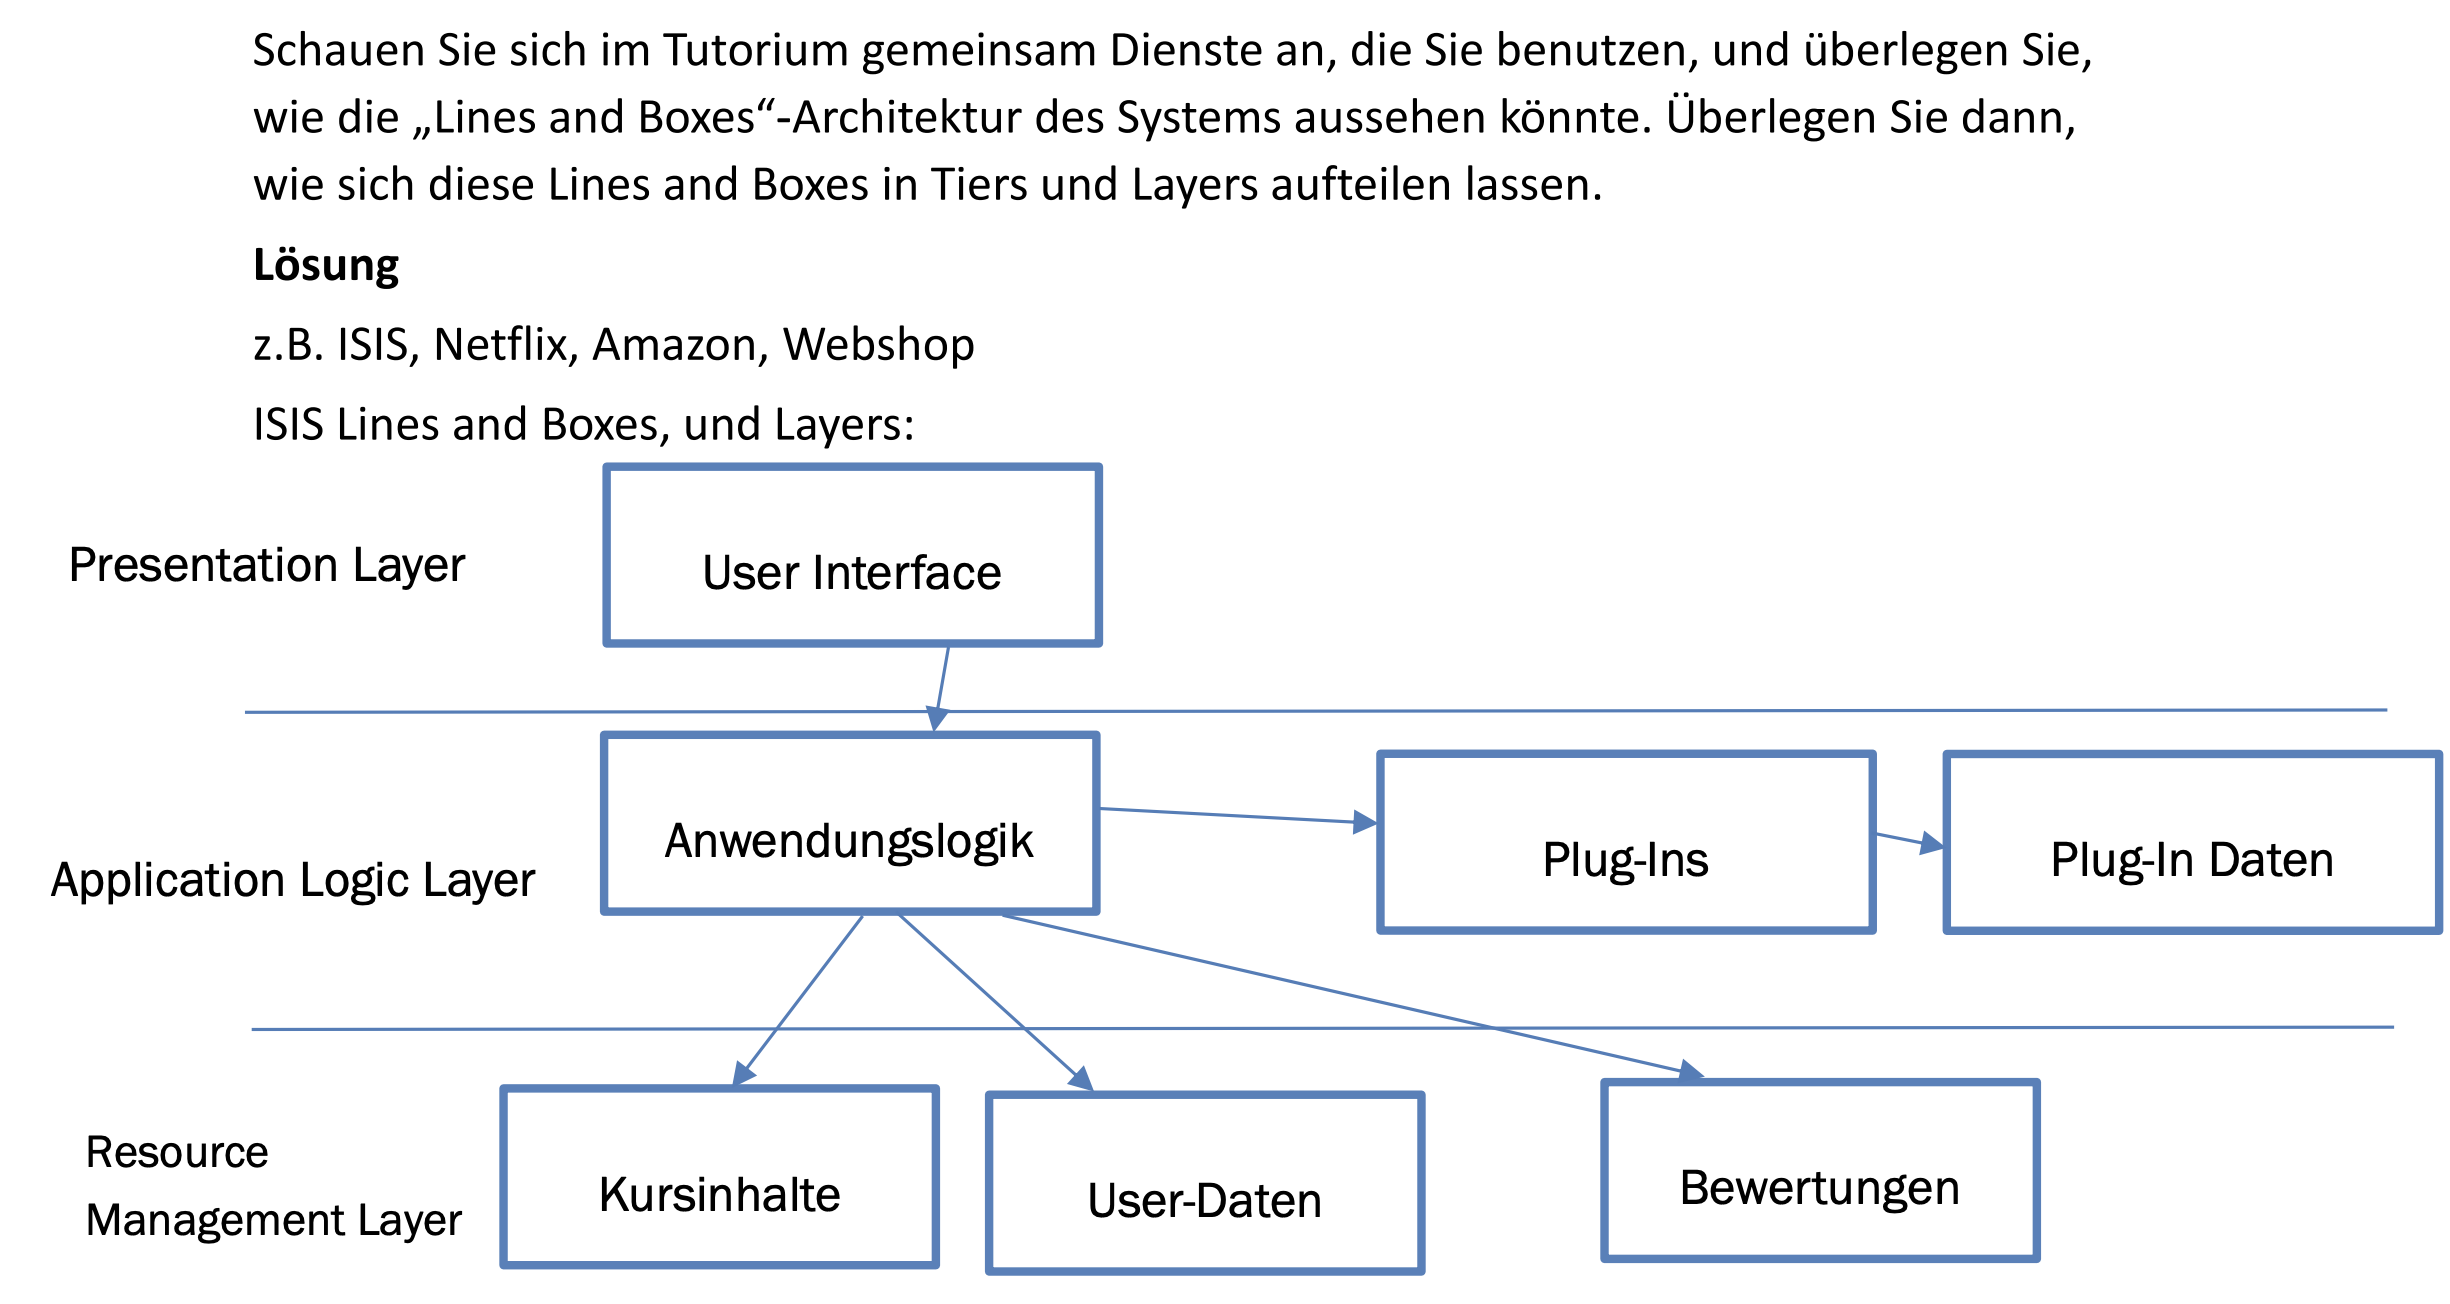 Schauen Sie sich im Tutorium gemeinsam Dienste an, die Sie benutzen, und überlegen Sie,
wie die „Lines and Boxes“-Architektur des Systems aussehen könnte. Überlegen Sie dann,
wie sich diese Lines and Boxes in Tiers und Layers aufteilen lassen.
Lösung
z.B. ISIS, Netflix, Amazon, Webshop
ISIS Lines and Boxes, und Layers:
Presentation Layer
User Interface
Application Logic Layer
Anwendungslogik
Plug-Ins
Plug-In Daten
Resource
Management Layer
Kursinhalte
User-Daten
Bewertungen